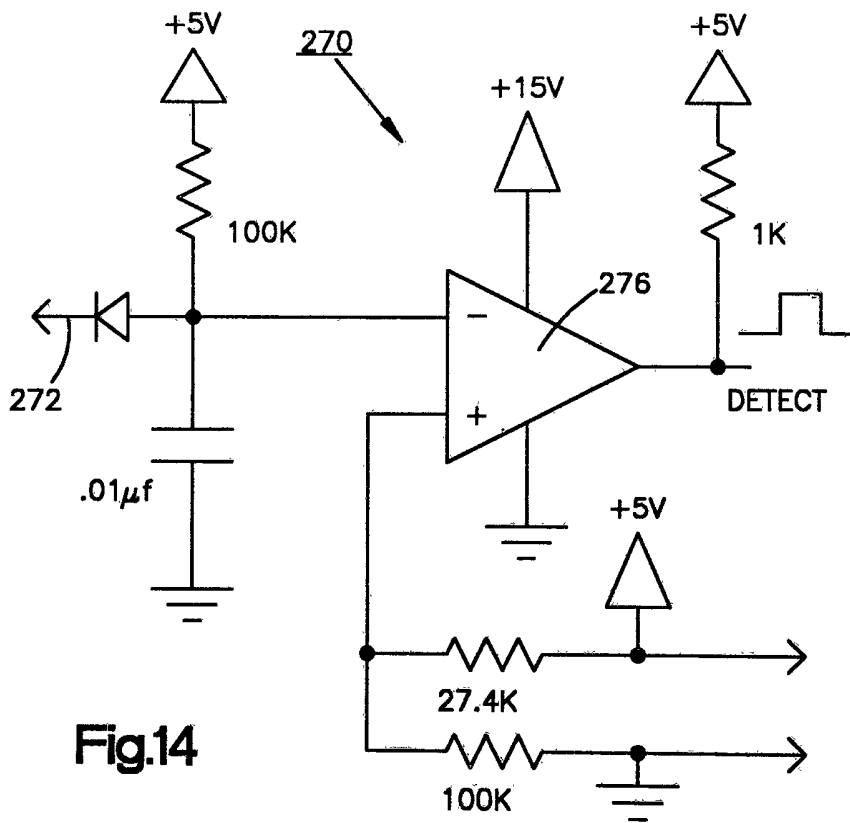 +5V
270
+5V
+15V
100K
1K
276
−
272
+
DETECT
.01μf
+5V
27.4K
Fig.14
100K